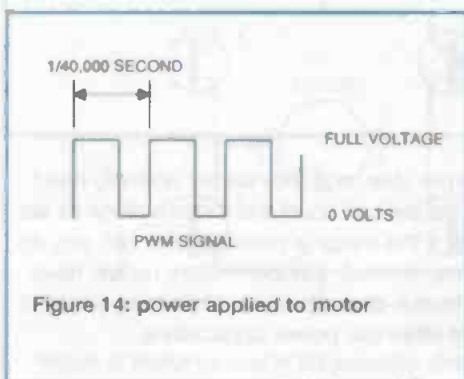 1/40,000 SECOND
FULL VOLTAGE
0 VOLTS
PWM SIGNAL
Figure 14: power applied to motor